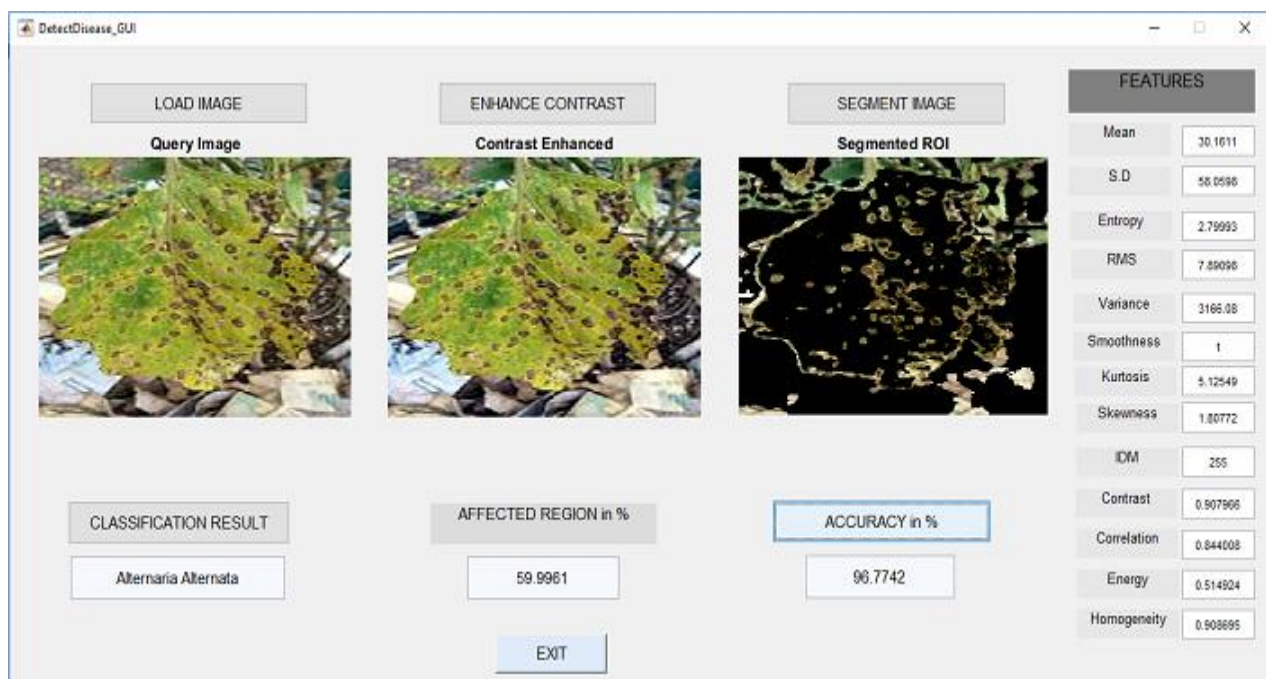 DetectDisease_GUI
LOAD IMAGE
ENHANCE CONTRAST
SEGMENT IMAGE
Query Image
Contrast Enhanced
Segmented ROI
CLASSIFICATION RESULT
AFFECTED REGION in %
ACCURACY in %
Alternaria Alternata
59.9961
96.7742
EXIT
FEATURES
Mean 30.1611
S.D 58.0598
Entropy 2.79993
RMS 7.89098
Variance 3166.08
Smoothness 1
Kurtosis 5.12549
Skewness 1.80772
IDM 255
Contrast 0.907966
Correlation 0.844008
Energy 0.514924
Homogeneity 0.908695